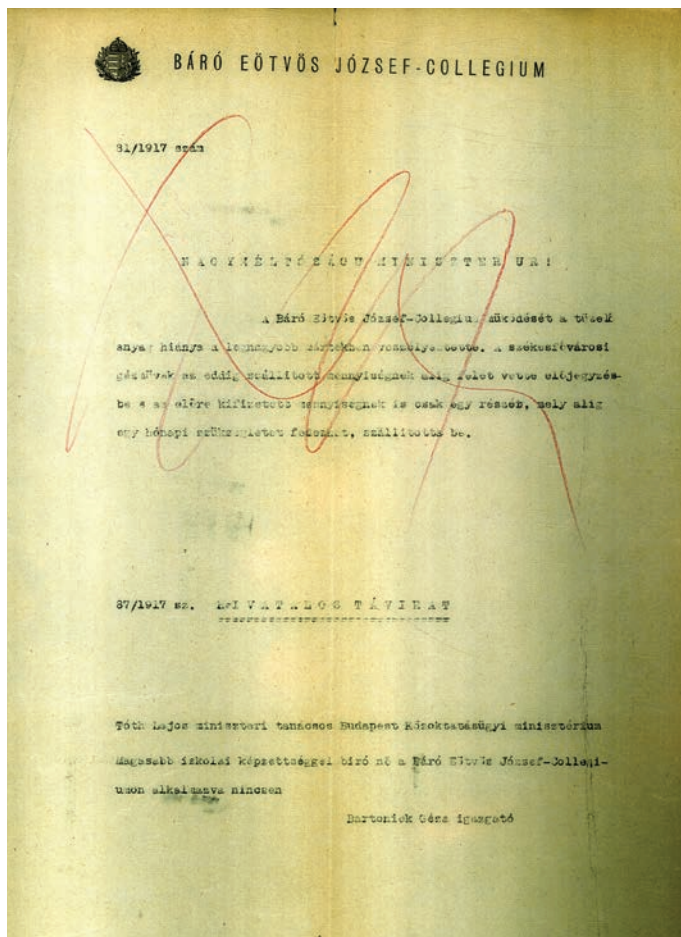 BÁRÓ EÖTVÖS JÓZSEF-COLLEGIUM
81/1917 szám
NAGYMÉLTÓSÁGU MINISZTER UR!
A Báró Eötvös József-Collegium működését a tüzelő
anyag hiánya a legnagyobb mértékben veszélyeztette. A székesfővárosi
gázművek az eddig szállitott mennyiségnek alig felét vette előjegyzés-
be s az előre kifizetett mennyiségnek is csak egy részét, mely alig
egy hónapi szükségletet fedezhet, szállitotta be.
87/1917 sz. HIVATALOS TÁVIRAT
Tóth Lajos miniszteri tanácsos Budapest Közoktatásügyi minisztérium
Magasabb iskolai képzettséggel biró nő a Báró Eötvös József-Collegi-
umon alkalmazva nincsen
Bartoniek Géza igazgató